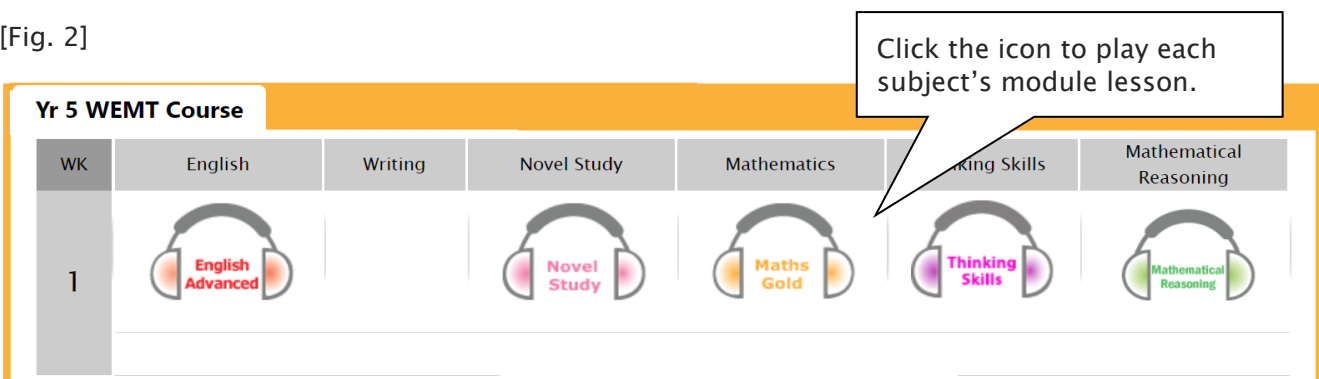 [Fig. 2]
Click the icon to play each
subject's module lesson.
Yr 5 WEMT Course
WK English Writing Novel Study Mathematics Skills Mathematical
Reasoning
1
English
Advanced
Novel
Study
Maths
Gold
Thinking
Skills
Mathematical
Reasoning